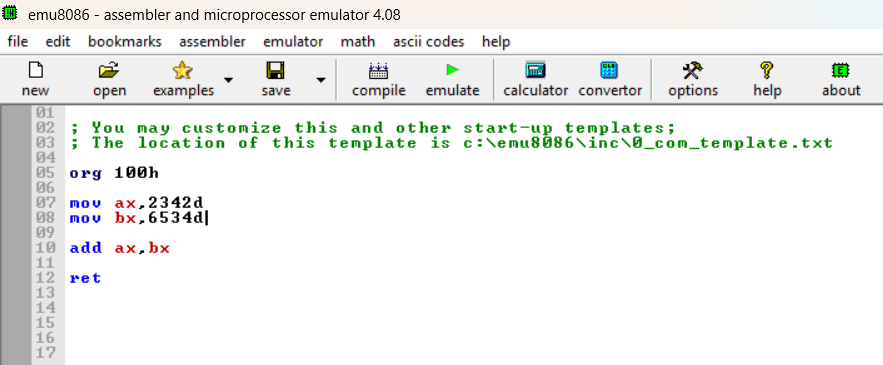 emu8086 - assembler and microprocessor emulator 4.08
file edit bookmarks assembler emulator math ascii codes help
new open examples save compile emulate calculator convertor options help about
01
02 ; You may customize this and other start-up templates;
03 ; The location of this template is c:\emu8086\inc\0_com_template.txt
04
05 org 100h
06
07 mov ax,2342d
08 mov bx,6534d
09
10 add ax,bx
11
12 ret
13
14
15
16
17